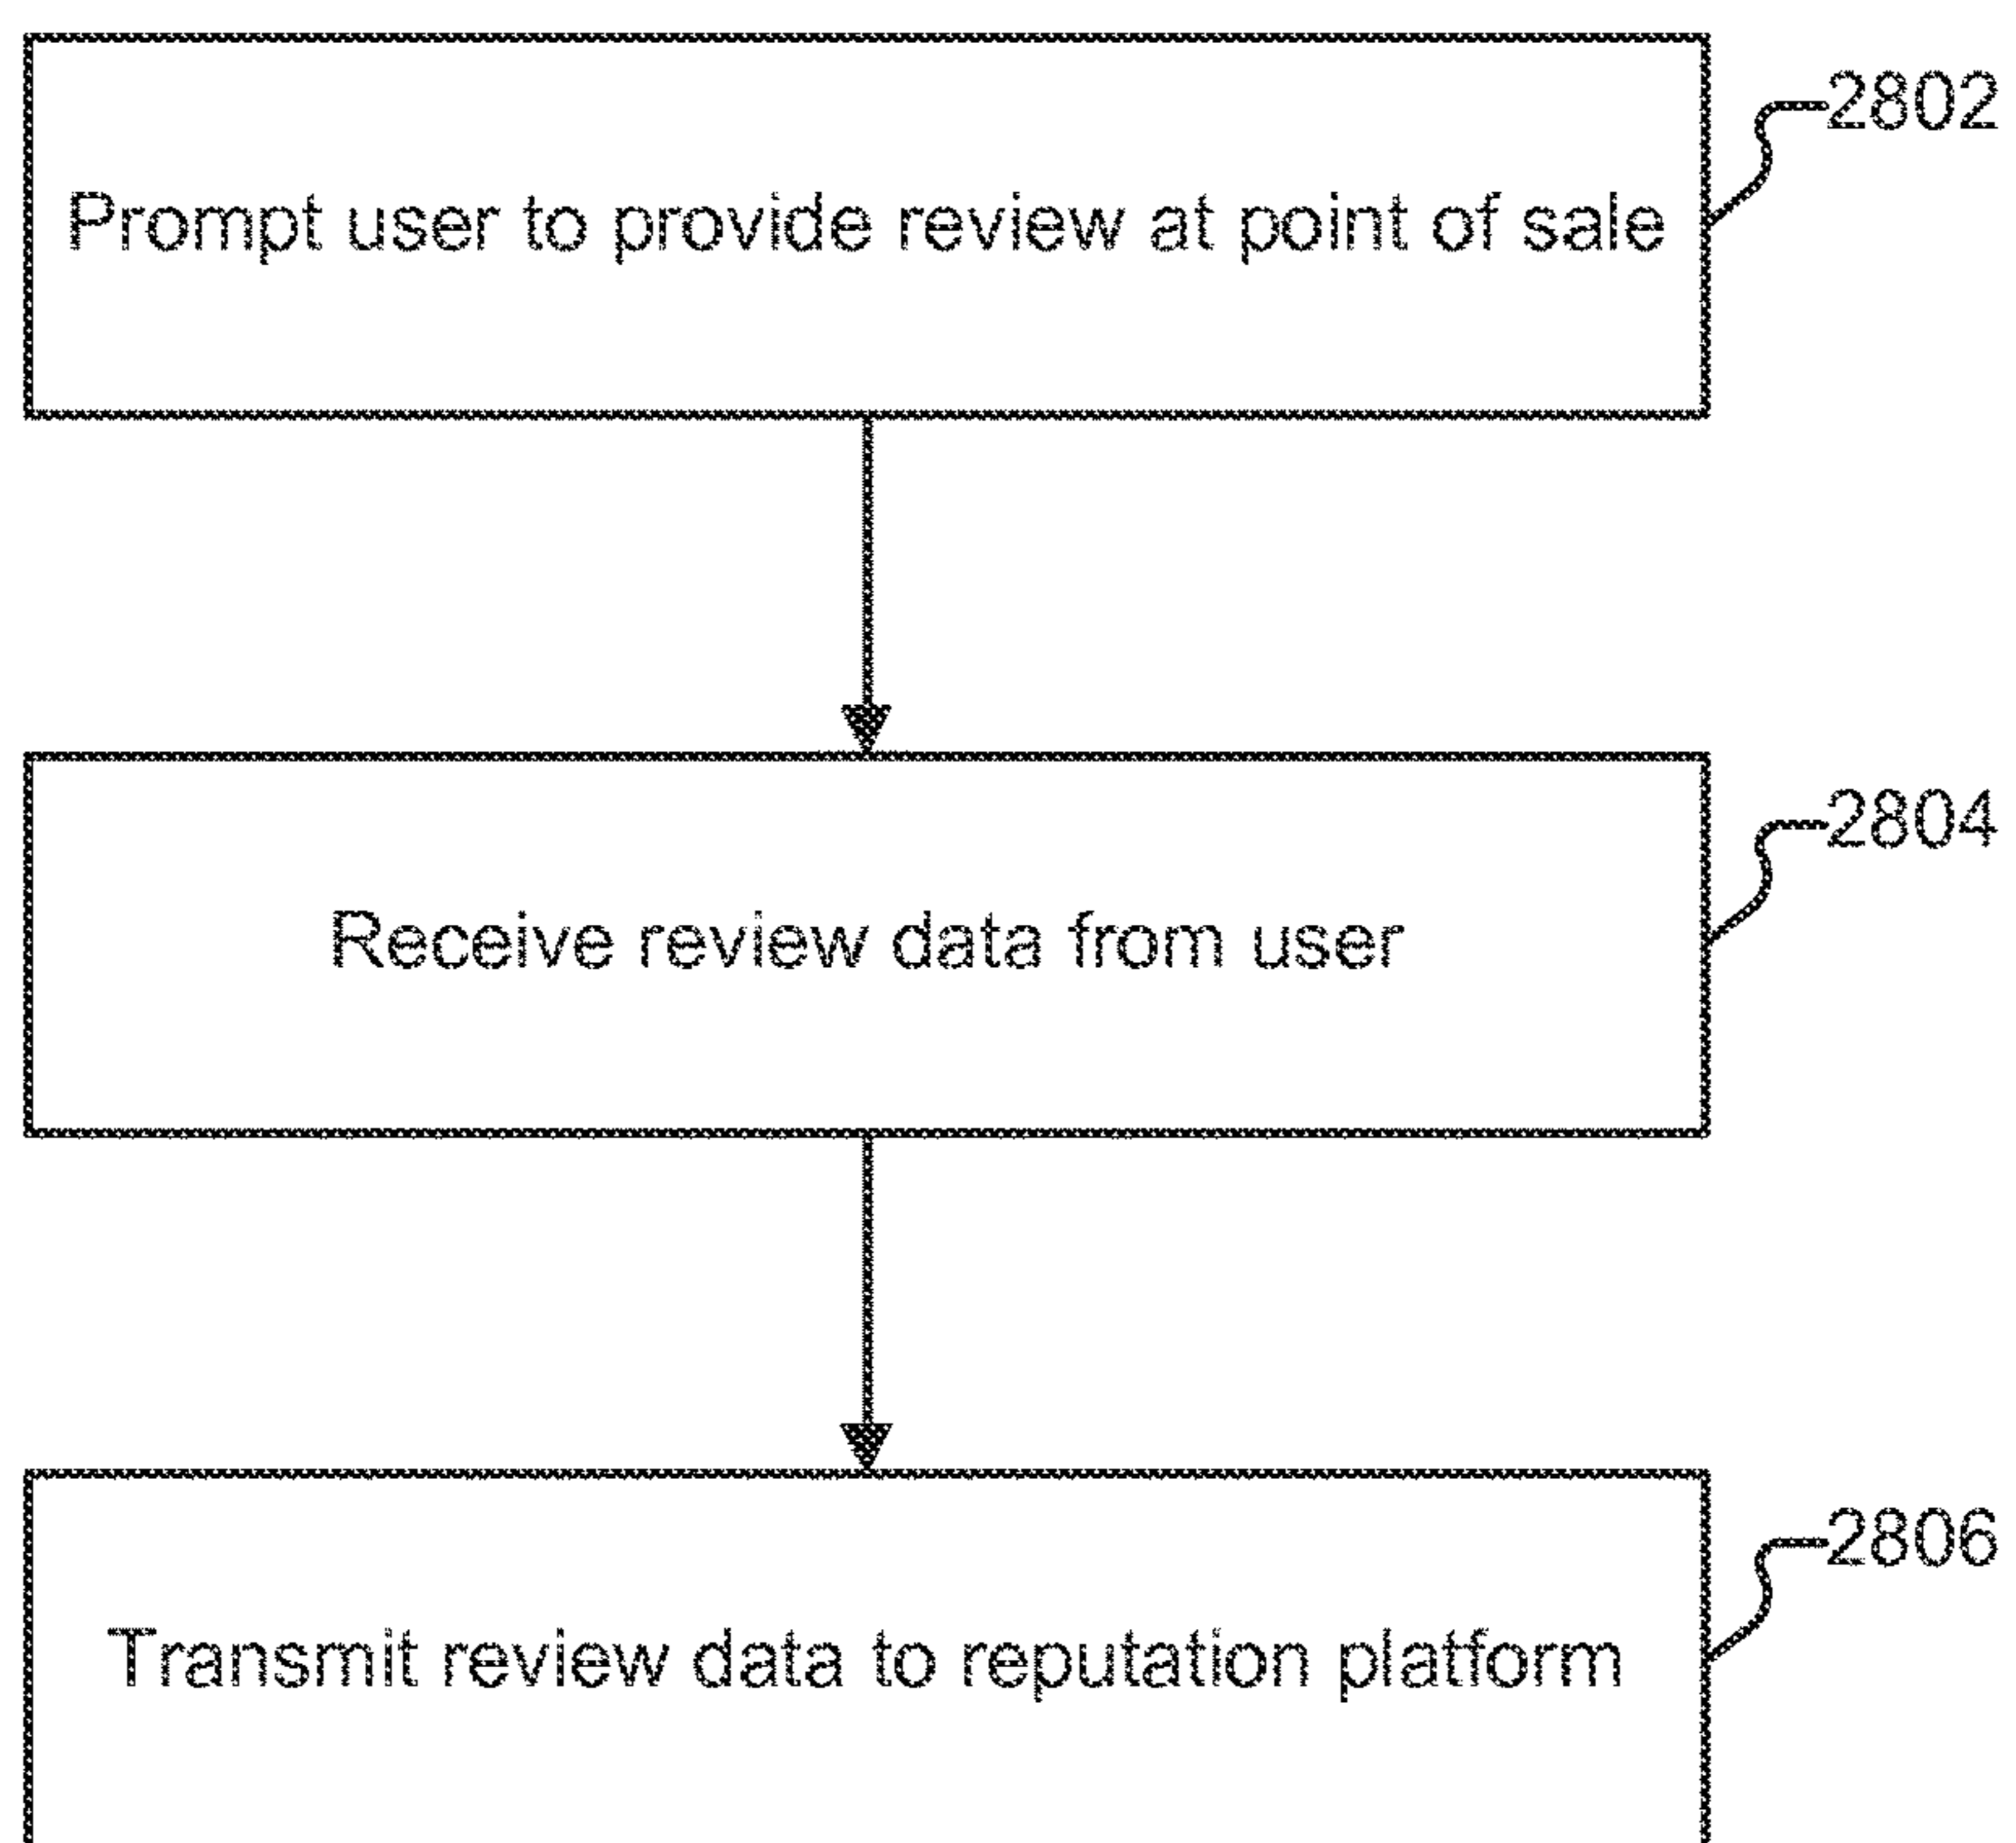 2802
Prompt user to provide review at point of sale
2804
Receive review data from user
2806
Transmit review data to reputation platform